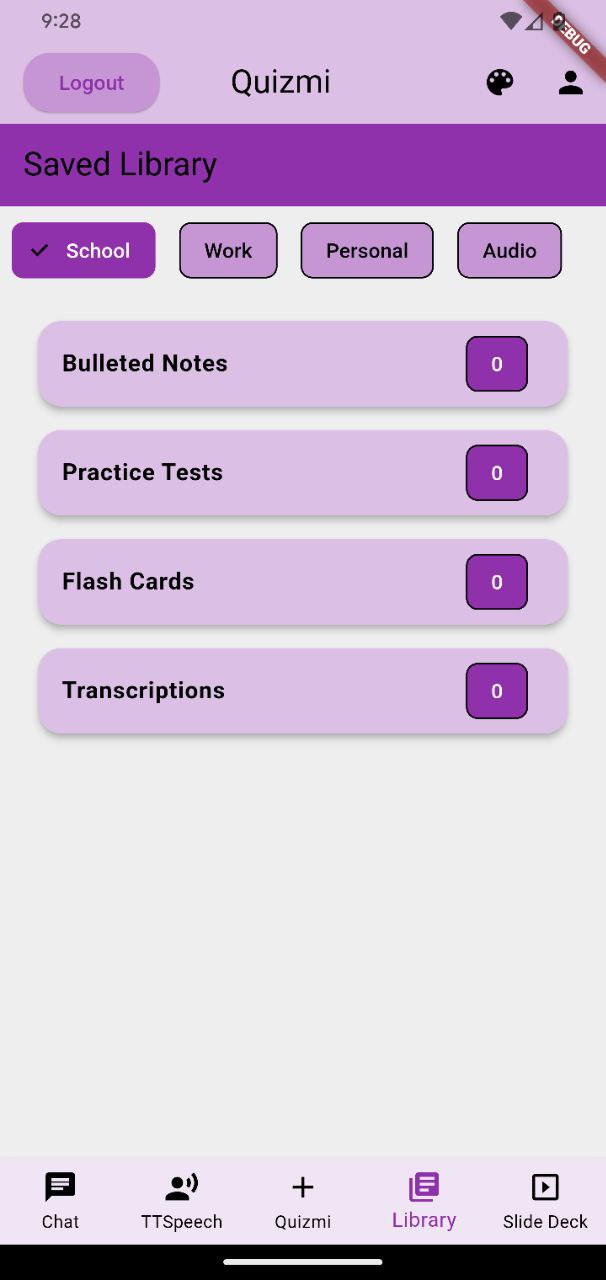 9:28
DEBUG
Logout
Quizmi
Saved Library
School
Work
Personal
Audio
Bulleted Notes
0
Practice Tests
0
Flash Cards
0
Transcriptions
0
Chat
TTSpeech
Quizmi
Library
Slide Deck